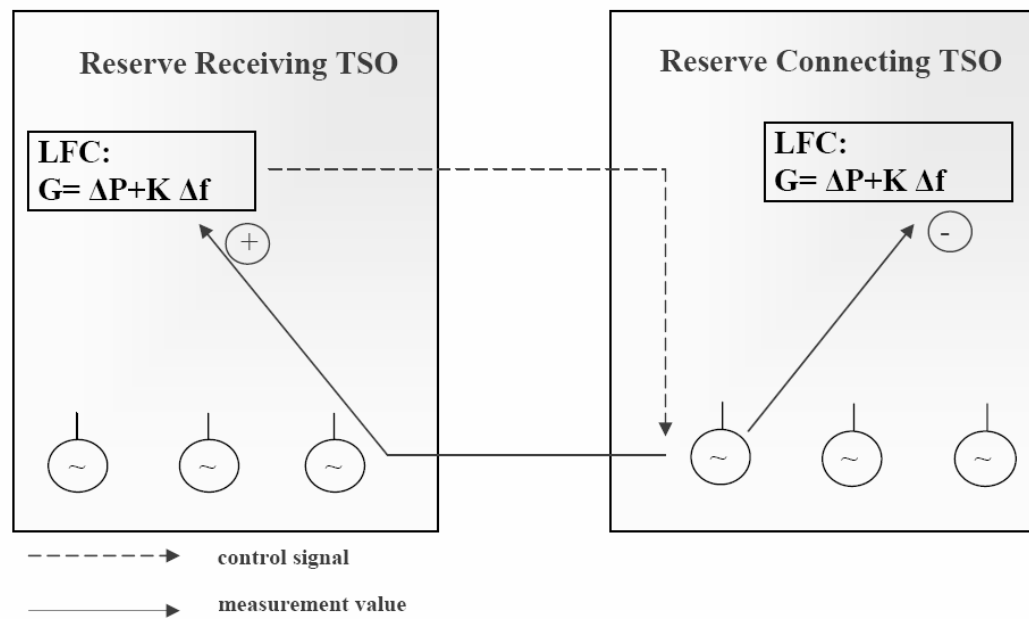 Reserve Receiving TSO
Reserve Connecting TSO
LFC:
G= ΔP+K Δf
LFC:
G= ΔP+K Δf
+
-
~
~
~
~
~
~
control signal
measurement value